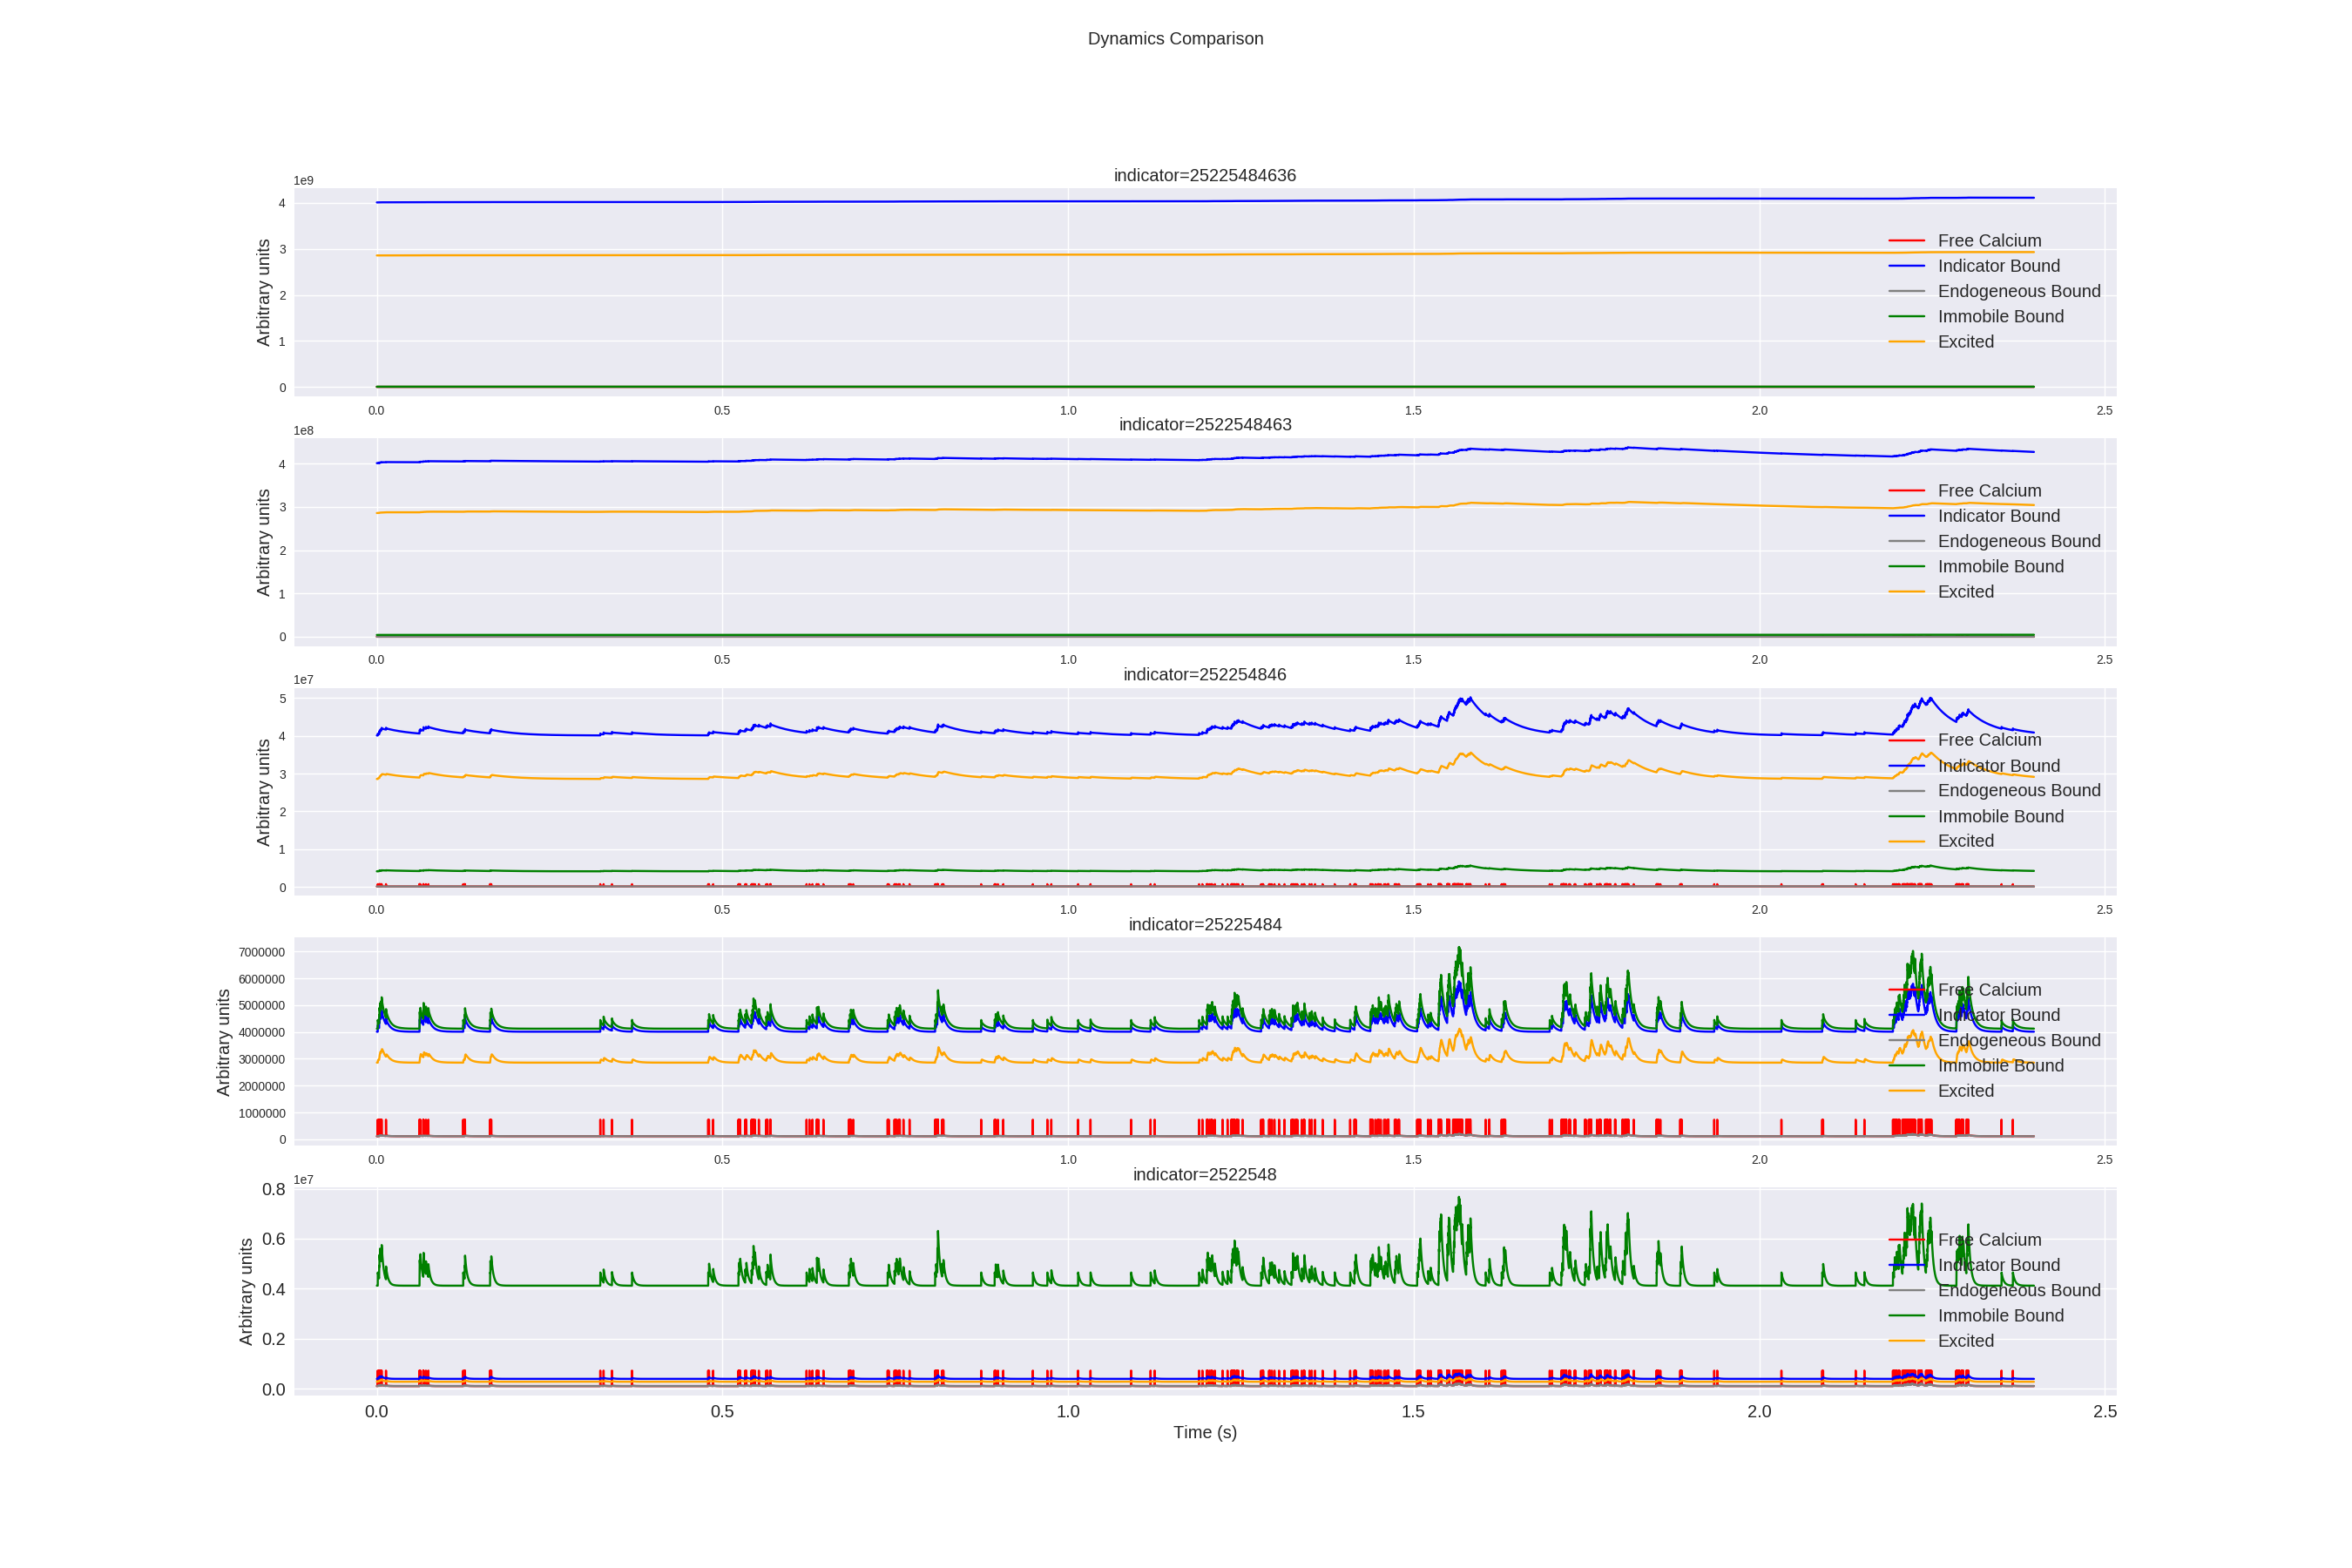 Dynamics Comparison
indicator=25225484636
1e9
4
3
2
1
0
Arbitrary units
Free Calcium
Indicator Bound
Endogeneous Bound
Immobile Bound
Excited
0.0 0.5 1.0 1.5 2.0 2.5
indicator=2522548463
1e8
4
3
2
1
0
Arbitrary units
Free Calcium
Indicator Bound
Endogeneous Bound
Immobile Bound
Excited
0.0 0.5 1.0 1.5 2.0 2.5
indicator=252254846
1e7
5
4
3
2
1
0
Arbitrary units
Free Calcium
Indicator Bound
Endogeneous Bound
Immobile Bound
Excited
0.0 0.5 1.0 1.5 2.0 2.5
indicator=25225484
7000000
6000000
5000000
4000000
3000000
2000000
1000000
0
Arbitrary units
Free Calcium
Indicator Bound
Endogeneous Bound
Immobile Bound
Excited
0.0 0.5 1.0 1.5 2.0 2.5
indicator=2522548
1e7
0.8
0.6
0.4
0.2
0.0
Arbitrary units
Free Calcium
Indicator Bound
Endogeneous Bound
Immobile Bound
Excited
0.0 0.5 1.0 1.5 2.0 2.5
Time (s)